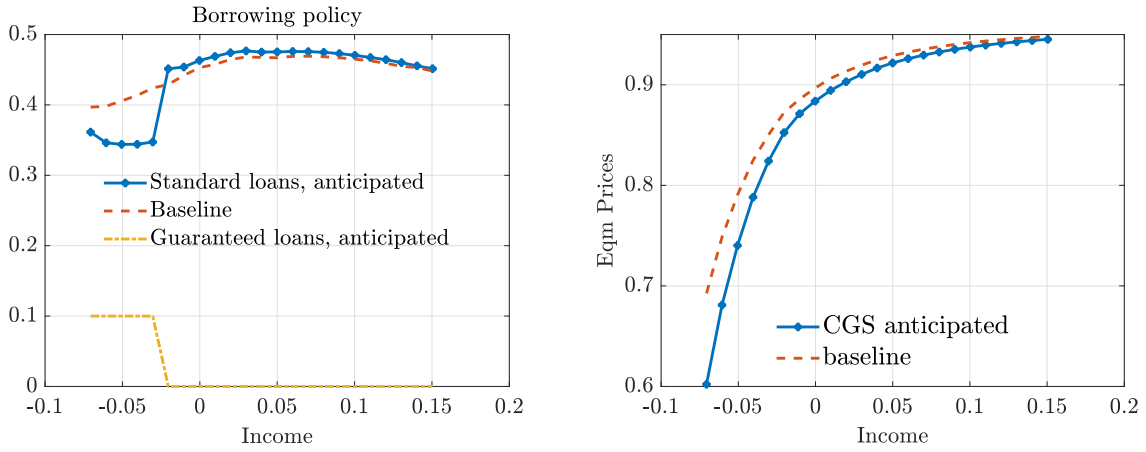 Borrowing policy
0.5
0.4
0.3
0.2
0.1
0
Standard loans, anticipated
Baseline
Guaranteed loans, anticipated
-0.1
-0.05
0
0.05
0.1
0.15
0.2
Income
Eqm Prices
0.9
0.8
0.7
0.6
CGS anticipated
baseline
-0.1
-0.05
0
0.05
0.1
0.15
0.2
Income